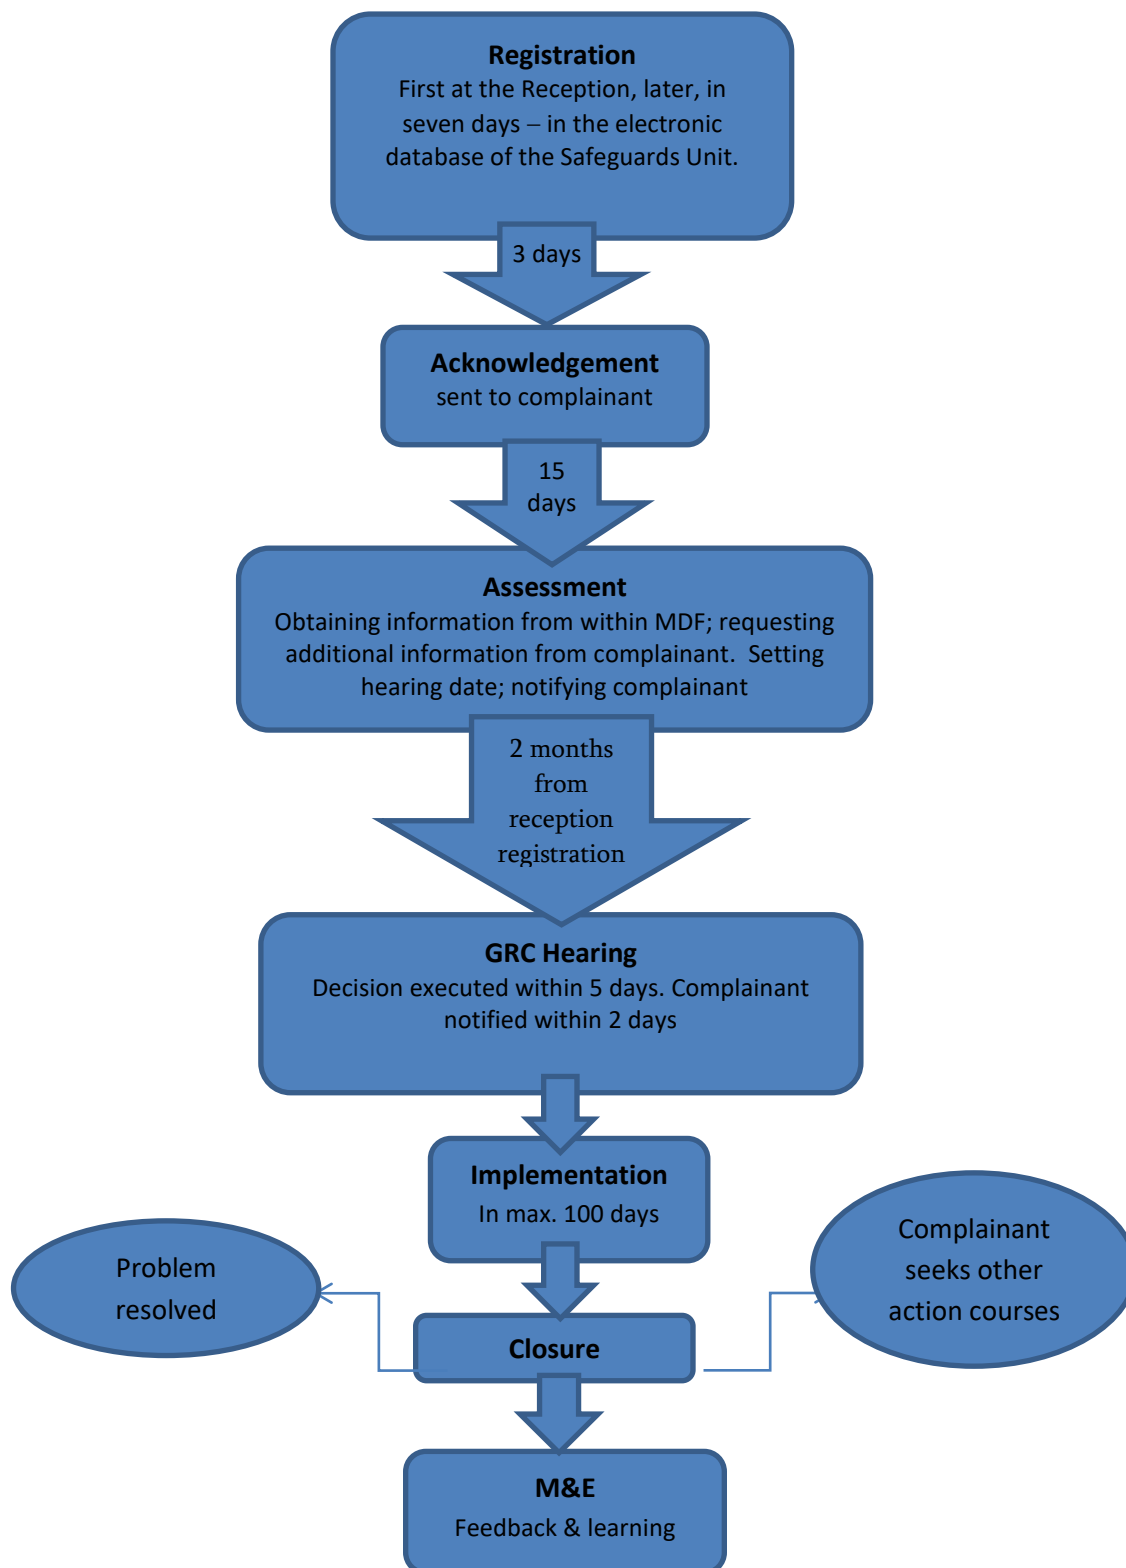 Registration
First at the Reception, later, in
seven days – in the electronic
database of the Safeguards Unit.
3 days
Acknowledgement
sent to complainant
15
days
Assessment
Obtaining information from within MDF; requesting
additional information from complainant.  Setting
hearing date; notifying complainant
2 months
from
reception
registration
GRC Hearing
Decision executed within 5 days. Complainant
notified within 2 days
Implementation
In max. 100 days
Problem
resolved
Complainant
seeks other
action courses
Closure
M&E
Feedback & learning